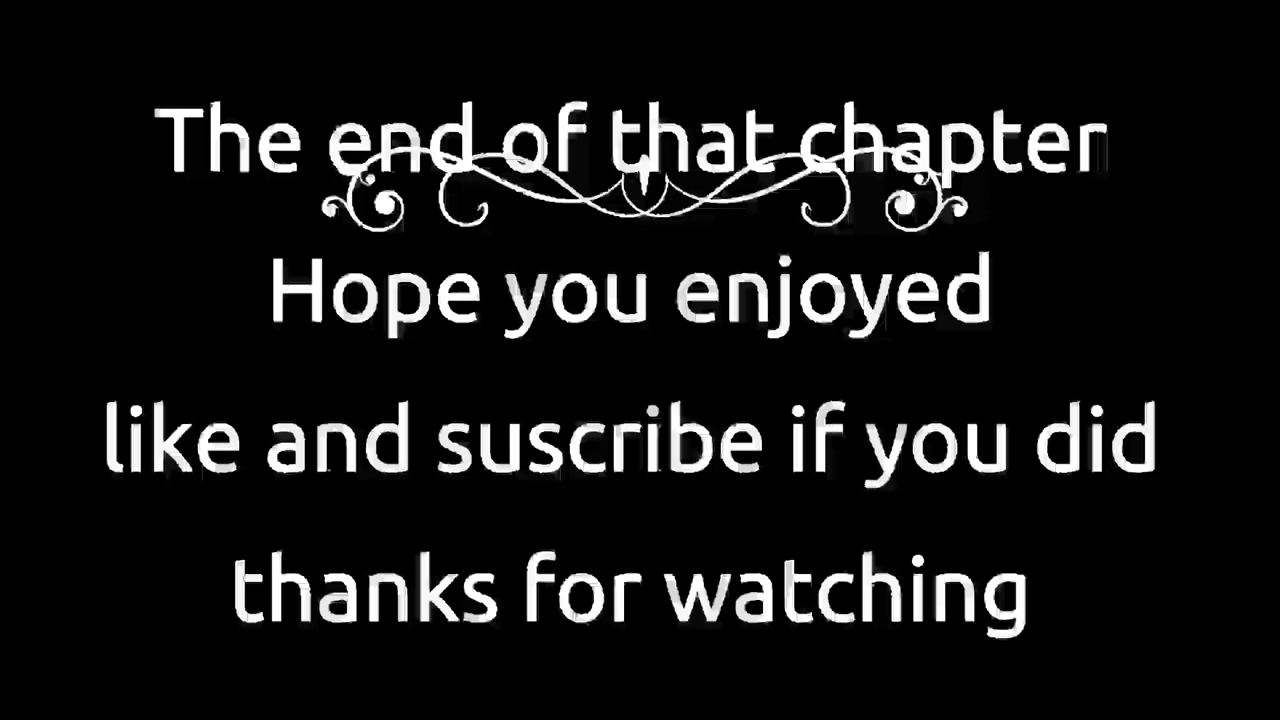 The end of that chapter
Hope you enjoyed
like and suscribe if you did
thanks for watching